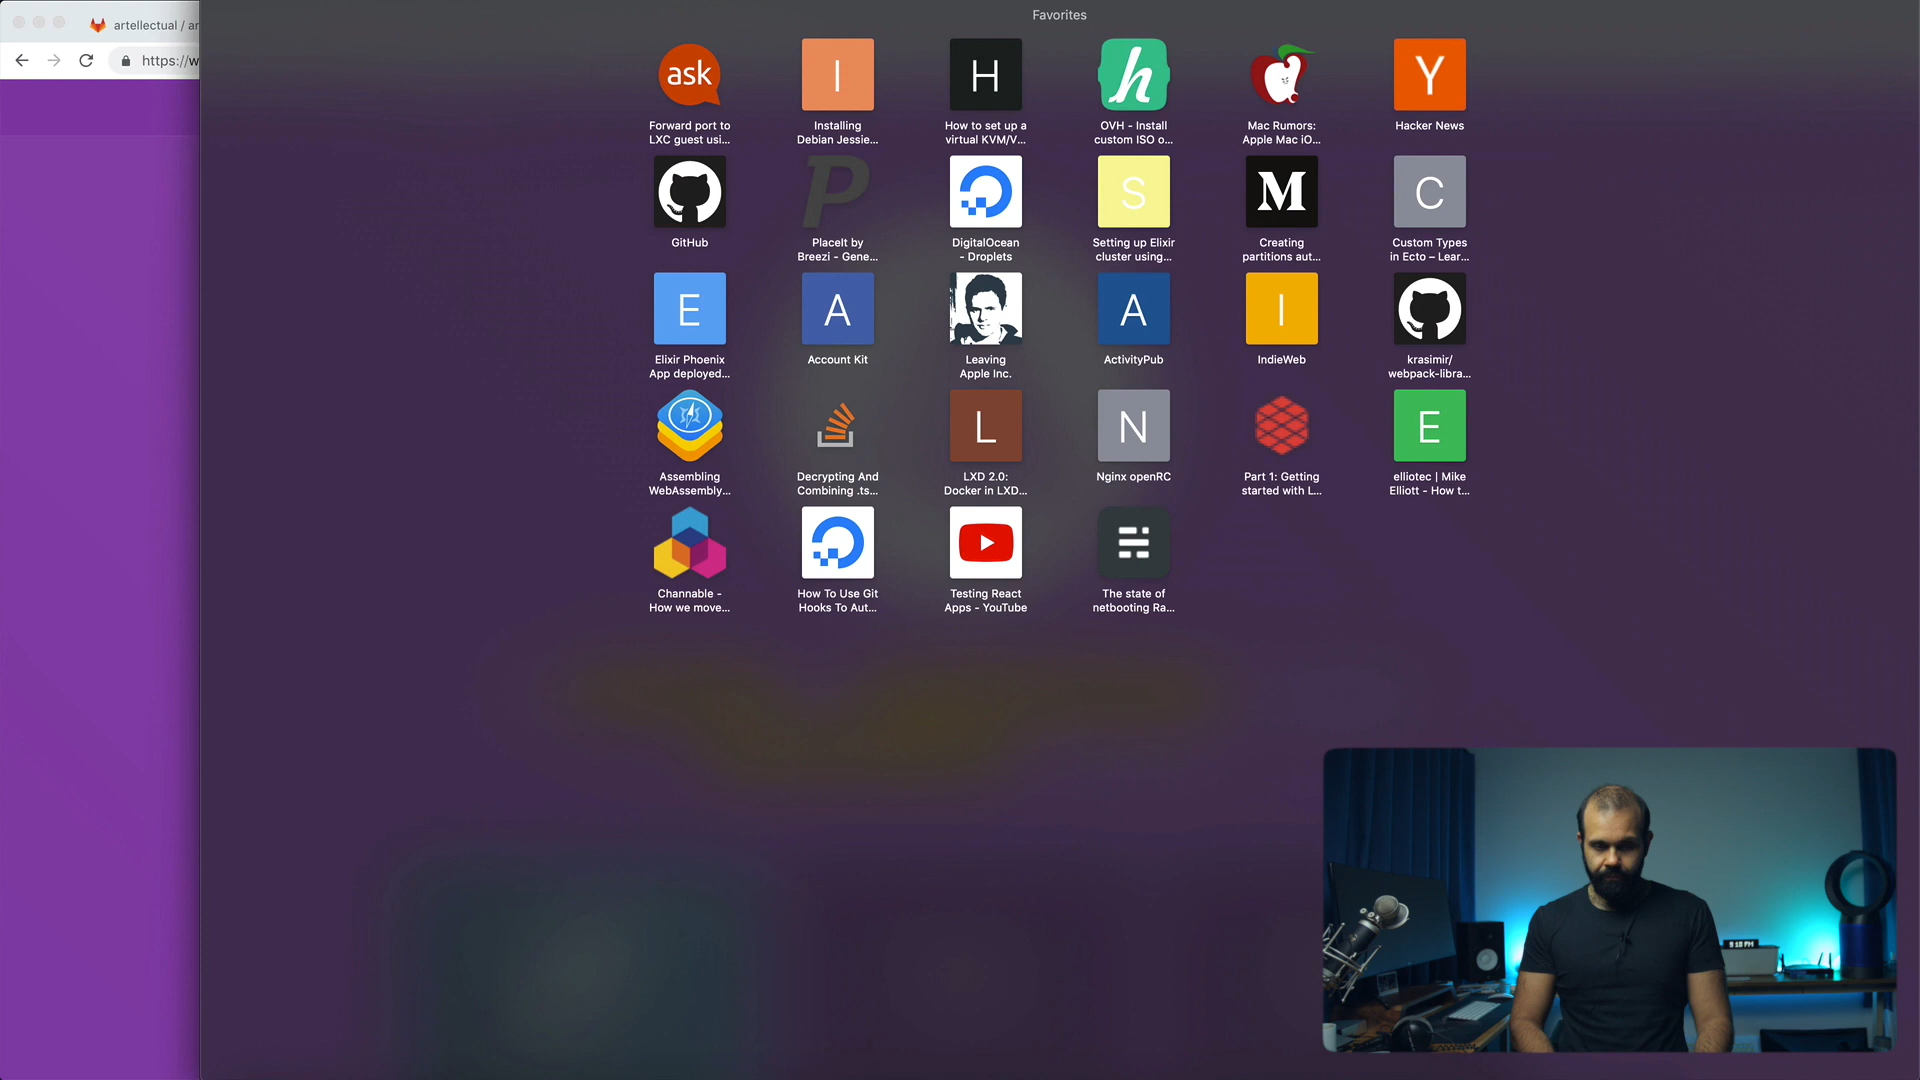 artellectual / ar
https://w
Favorites
ask
I
H
h
Y
Forward port to
LXC guest usi...
Installing
Debian Jessie...
How to set up a
virtual KVM/V...
OVH - Install
custom ISO o...
Mac Rumors:
Apple Mac iO...
Hacker News
P
S
M
C
GitHub
PlaceIt by
Breezi - Gene...
DigitalOcean
- Droplets
Setting up Elixir
cluster using...
Creating
partitions aut...
Custom Types
in Ecto – Lear...
E
A
A
I
Elixir Phoenix
App deployed...
Account Kit
Leaving
Apple Inc.
ActivityPub
IndieWeb
krasimir/
webpack-libra...
L
N
E
Assembling
WebAssembly...
Decrypting And
Combining .ts...
LXD 2.0:
Docker in LXD...
Nginx openRC
Part 1: Getting
started with L...
elliotec | Mike
Elliott - How t...
Channable -
How we move...
How To Use Git
Hooks To Aut...
Testing React
Apps - YouTube
The state of
netbooting Ra...